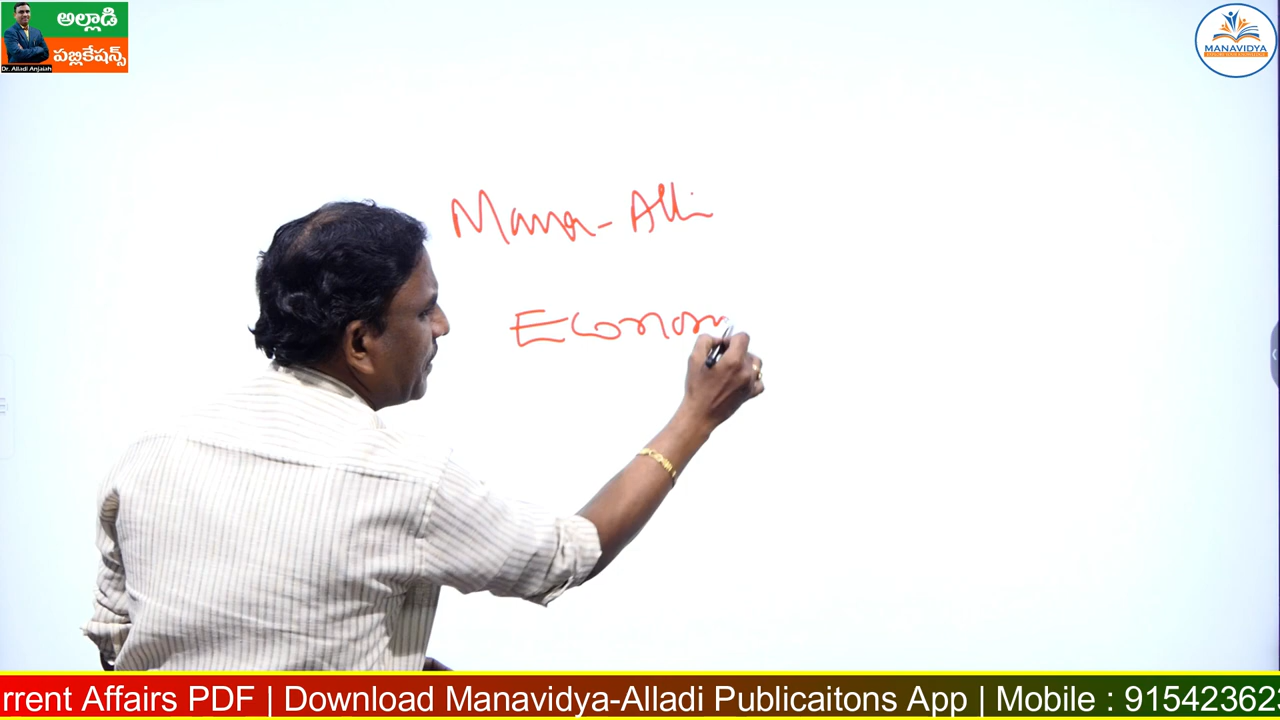 అల్లాడి
పబ్లికేషన్స్
Dr. Alladi Anjaiah
MANAVIDYA
Mana-Alli
Econom
rrent Affairs PDF | Download Manavidya-Alladi Publicaitons App | Mobile : 915423623